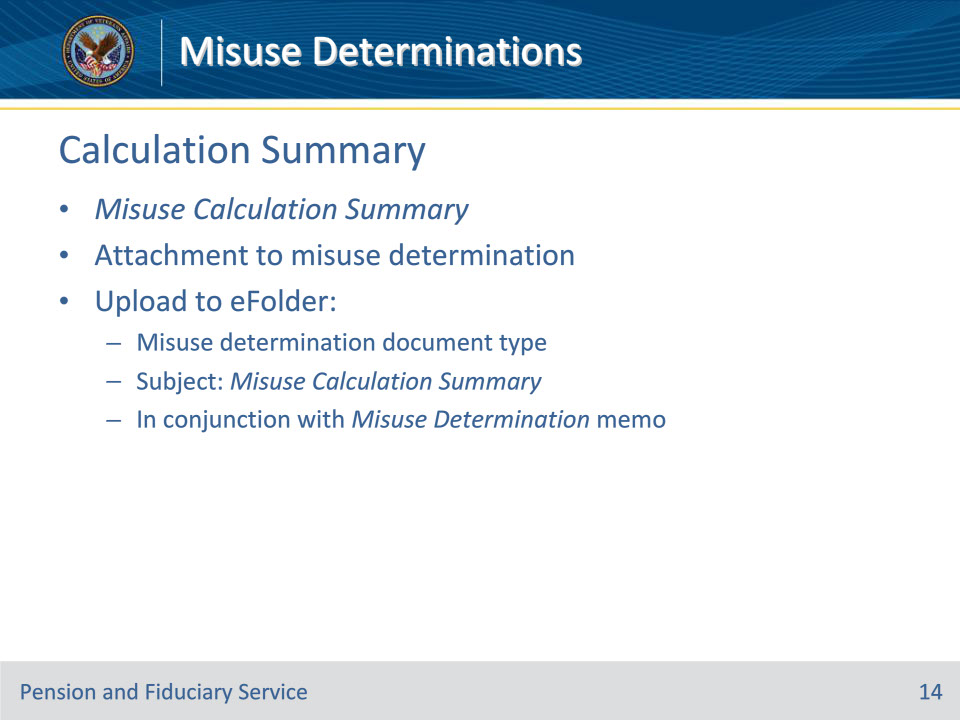 Misuse Determinations
Calculation Summary
• Misuse Calculation Summary
• Attachment to misuse determination
• Upload to eFolder:
– Misuse determination document type
– Subject: Misuse Calculation Summary
– In conjunction with Misuse Determination memo
Pension and Fiduciary Service
14